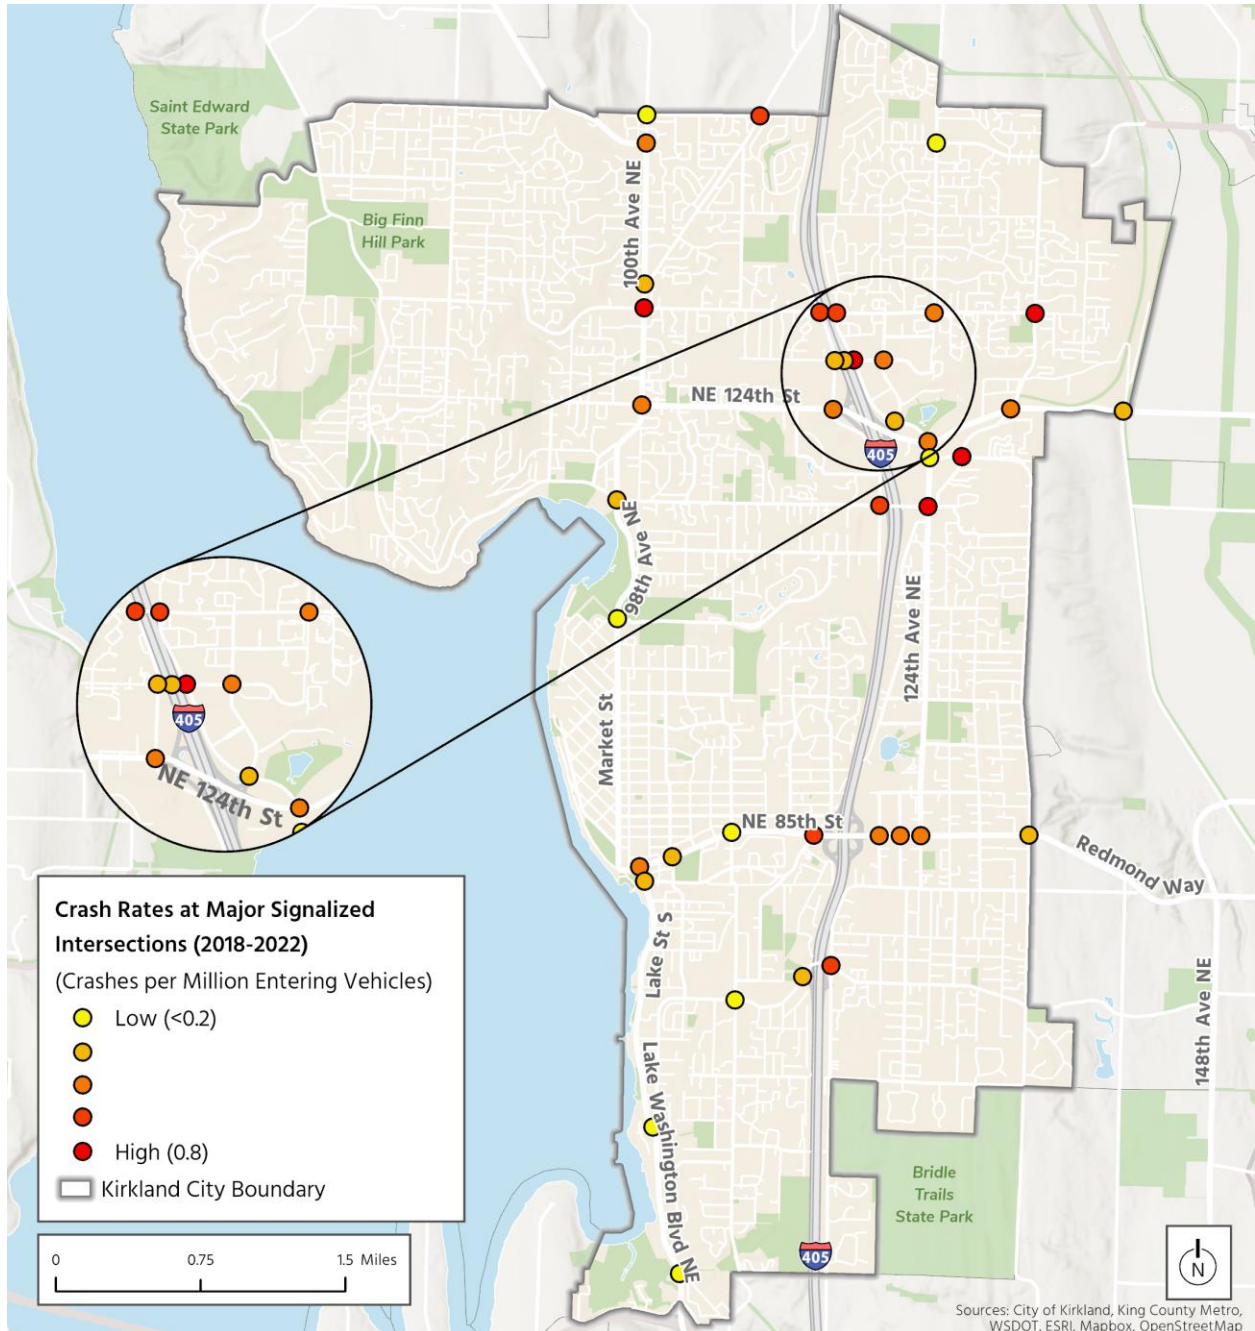 Saint Edward
State Park
Big Finn
Hill Park
100th Ave NE
NE 124th St
405
98th Ave NE
124th Ave NE
405
NE 124th St
Market St
NE 85th St
Redmond Way
Lake St S
148th Ave NE
Lake Washington Blvd NE
Bridle
Trails
State Park
405
Crash Rates at Major Signalized
Intersections (2018-2022)
(Crashes per Million Entering Vehicles)
Low (<0.2)
High (0.8)
Kirkland City Boundary
0 0.75 1.5 Miles
N
Sources: City of Kirkland, King County Metro,
WSDOT, ESRI, Mapbox, OpenStreetMap